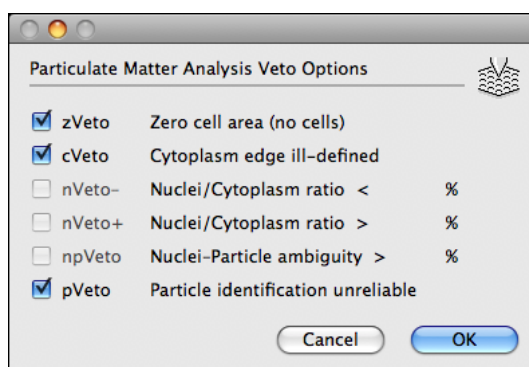 Particulate Matter Analysis Veto Options
zVeto Zero cell area (no cells)
cVeto Cytoplasm edge ill-defined
nVeto- Nuclei/Cytoplasm ratio < %
nVeto+ Nuclei/Cytoplasm ratio > %
npVeto Nuclei-Particle ambiguity > %
pVeto Particle identification unreliable
Cancel OK